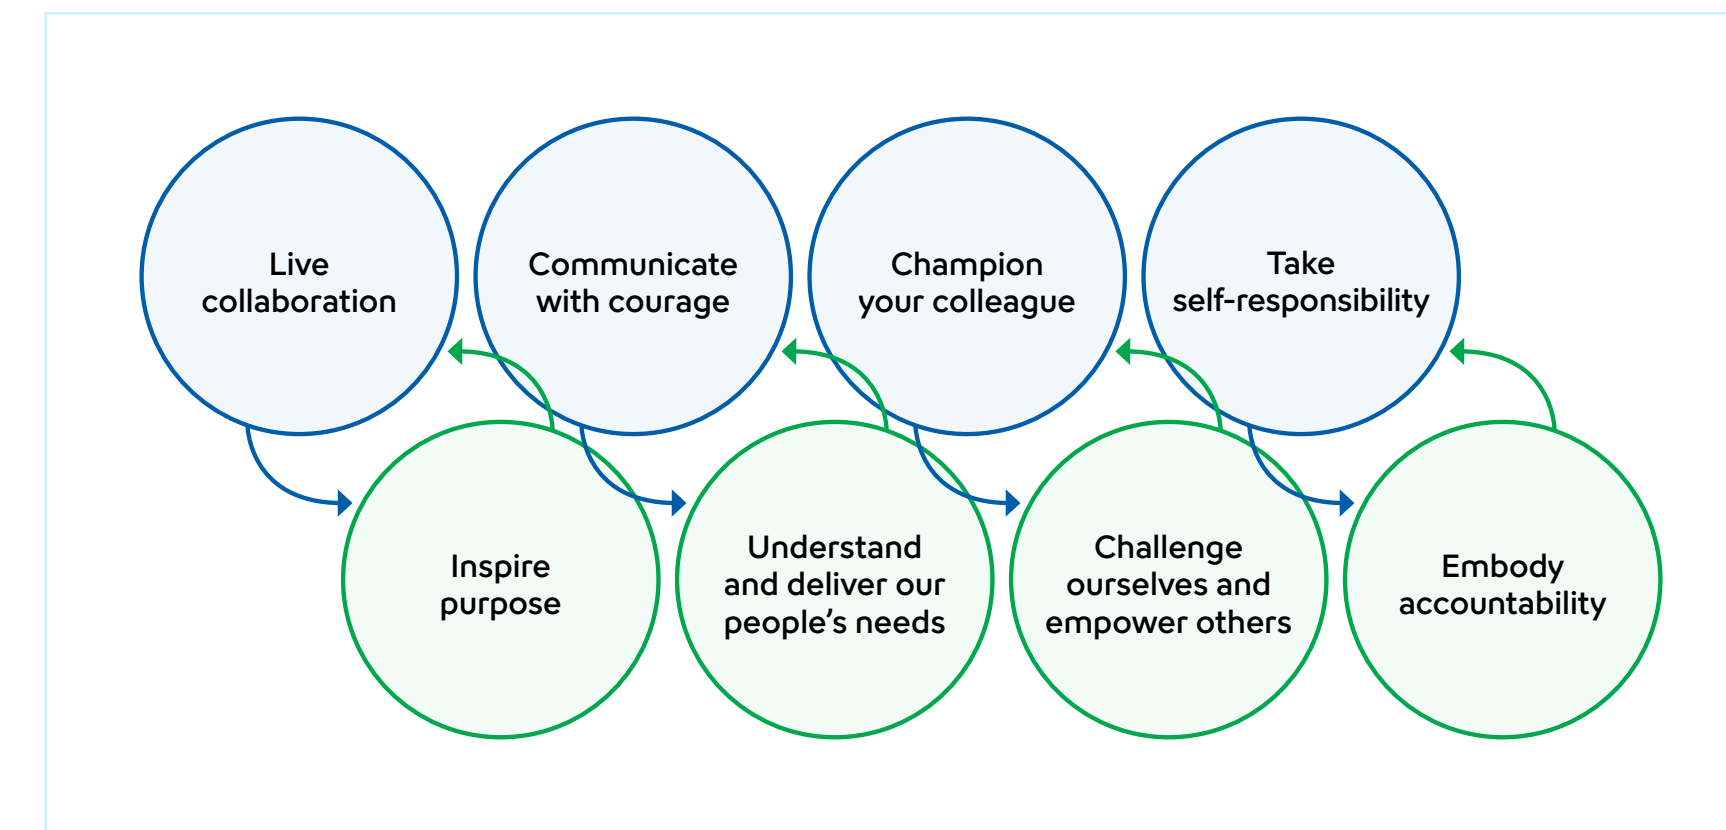 Live
collaboration
Communicate
with courage
Champion
your colleague
Take
self-responsibility
Inspire
purpose
Understand
and deliver our
people’s needs
Challenge
ourselves and
empower others
Embody
accountability